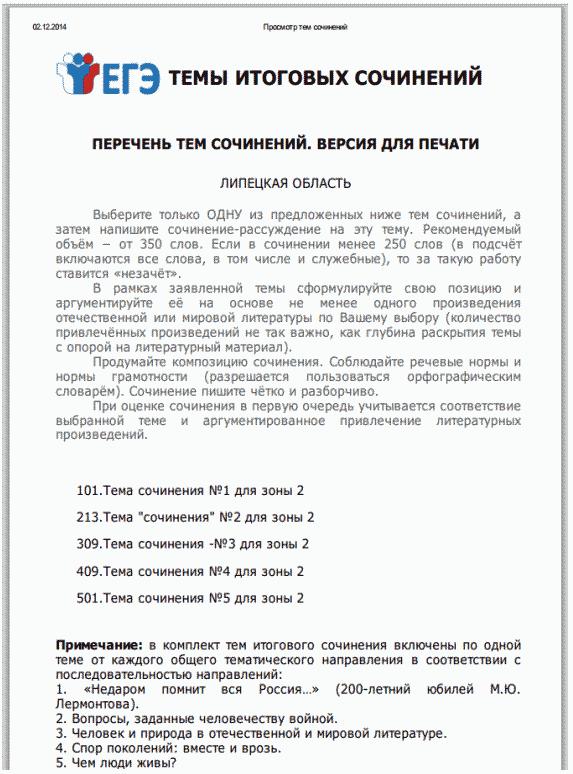 02.12.2014 Просмотр тем сочинений
ЕГЭ ТЕМЫ ИТОГОВЫХ СОЧИНЕНИЙ
ПЕРЕЧЕНЬ ТЕМ СОЧИНЕНИЙ. ВЕРСИЯ ДЛЯ ПЕЧАТИ
ЛИПЕЦКАЯ ОБЛАСТЬ
Выберите только ОДНУ из предложенных ниже тем сочинений, а
затем напишите сочинение-рассуждение на эту тему. Рекомендуемый
объём – от 350 слов. Если в сочинении менее 250 слов (в подсчёт
включаются все слова, в том числе и служебные), то за такую работу
ставится «незачёт».
В рамках заявленной темы сформулируйте свою позицию и
аргументируйте её на основе не менее одного произведения
отечественной или мировой литературы по Вашему выбору (количество
привлечённых произведений не так важно, как глубина раскрытия темы
с опорой на литературный материал).
Продумайте композицию сочинения. Соблюдайте речевые нормы и
нормы грамотности (разрешается пользоваться орфографическим
словарём). Сочинение пишите чётко и разборчиво.
При оценке сочинения в первую очередь учитывается соответствие
выбранной теме и аргументированное привлечение литературных
произведений.
101.Тема сочинения №1 для зоны 2
213.Тема "сочинения" №2 для зоны 2
309.Тема сочинения -№3 для зоны 2
409.Тема сочинения №4 для зоны 2
501.Тема сочинения №5 для зоны 2
Примечание: в комплект тем итогового сочинения включены по одной
теме от каждого общего тематического направления в соответствии с
последовательностью направлений:
1. «Недаром помнит вся Россия…» (200-летний юбилей М.Ю.
Лермонтова).
2. Вопросы, заданные человечеству войной.
3. Человек и природа в отечественной и мировой литературе.
4. Спор поколений: вместе и врозь.
5. Чем люди живы?